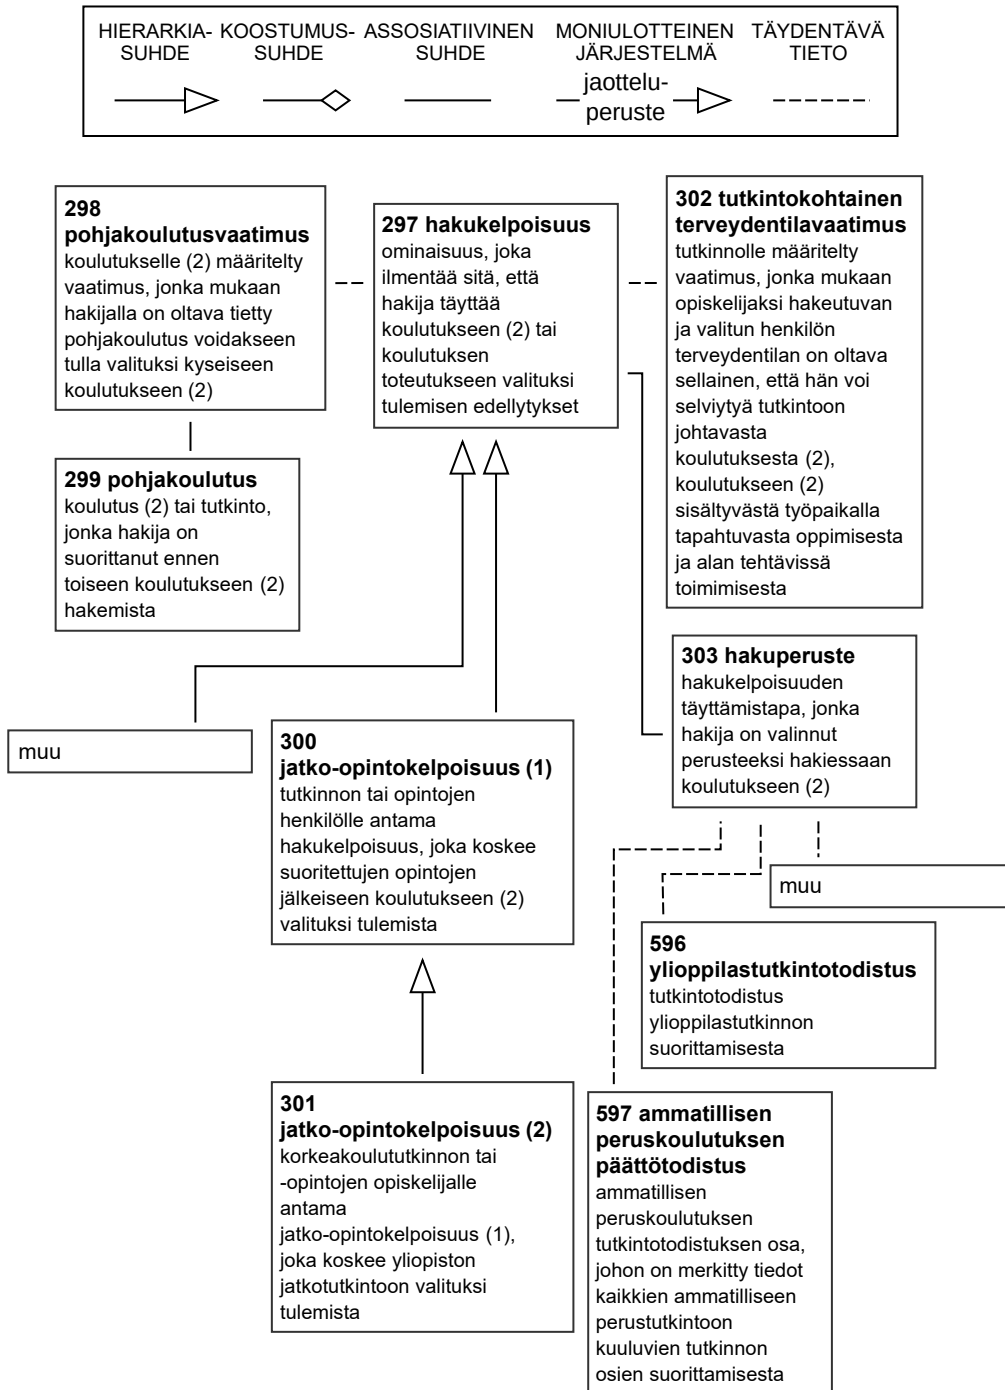 HIERARKIA-
SUHDE
KOOSTUMUS-
SUHDE
ASSOSIATIIVINEN
SUHDE
MONIULOTTEINEN
JÄRJESTELMÄ
TÄYDENTÄVÄ
TIETO
jaottelu-
peruste
298
pohjakoulutusvaatimus
koulutukselle (2) määritelty
vaatimus, jonka mukaan
hakijalla on oltava tietty
pohjakoulutus voidakseen
tulla valituksi kyseiseen
koulutukseen (2)
297 hakukelpoisuus
ominaisuus, joka
ilmentää sitä, että
hakija täyttää
koulutukseen (2) tai
koulutuksen
toteutukseen valituksi
tulemisen edellytykset
302 tutkintokohtainen
terveydentilavaatimus
tutkinnolle määritelty
vaatimus, jonka mukaan
opiskelijaksi hakeutuvan
ja valitun henkilön
terveydentilan on oltava
sellainen, että hän voi
selviytyä tutkintoon
johtavasta
koulutuksesta (2),
koulutukseen (2)
sisältyvästä työpaikalla
tapahtuvasta oppimisesta
ja alan tehtävissä
toimimisesta
299 pohjakoulutus
koulutus (2) tai tutkinto,
jonka hakija on
suorittanut ennen
toiseen koulutukseen (2)
hakemista
303 hakuperuste
hakukelpoisuuden
täyttämistapa, jonka
hakija on valinnut
perusteeksi hakiessaan
koulutukseen (2)
muu
300
jatko-opintokelpoisuus (1)
tutkinnon tai opintojen
henkilölle antama
hakukelpoisuus, joka koskee
suoritettujen opintojen
jälkeiseen koulutukseen (2)
valituksi tulemista
muu
596
ylioppilastutkintotodistus
tutkintotodistus
ylioppilastutkinnon
suorittamisesta
301
jatko-opintokelpoisuus (2)
korkeakoulututkinnon tai
-opintojen opiskelijalle
antama
jatko-opintokelpoisuus (1),
joka koskee yliopiston
jatkotutkintoon valituksi
tulemista
597 ammatillisen
peruskoulutuksen
päättötodistus
ammatillisen
peruskoulutuksen
tutkintotodistuksen osa,
johon on merkitty tiedot
kaikkien ammatilliseen
perustutkintoon
kuuluvien tutkinnon
osien suorittamisesta